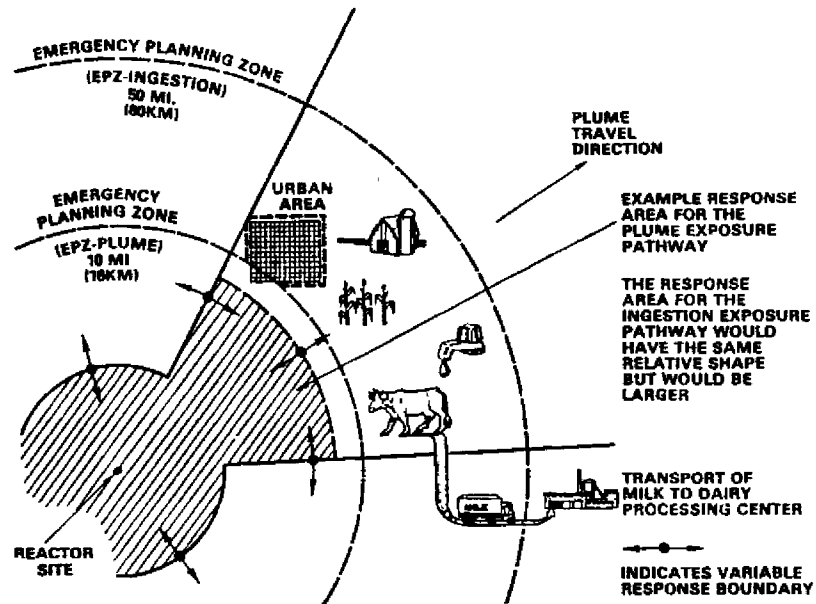 EMERGENCY PLANNING ZONE
(EPZ-INGESTION)
50 MI.
(80KM)
EMERGENCY
PLANNING ZONE
(EPZ-PLUME)
10 MI
(16KM)
URBAN
AREA
PLUME
TRAVEL
DIRECTION
EXAMPLE RESPONSE
AREA FOR THE
PLUME EXPOSURE
PATHWAY
THE RESPONSE
AREA FOR THE
INGESTION EXPOSURE
PATHWAY WOULD
HAVE THE SAME
RELATIVE SHAPE
BUT WOULD BE
LARGER
MILK
TRANSPORT OF
MILK TO DAIRY
PROCESSING CENTER
REACTOR
SITE
INDICATES VARIABLE
RESPONSE BOUNDARY